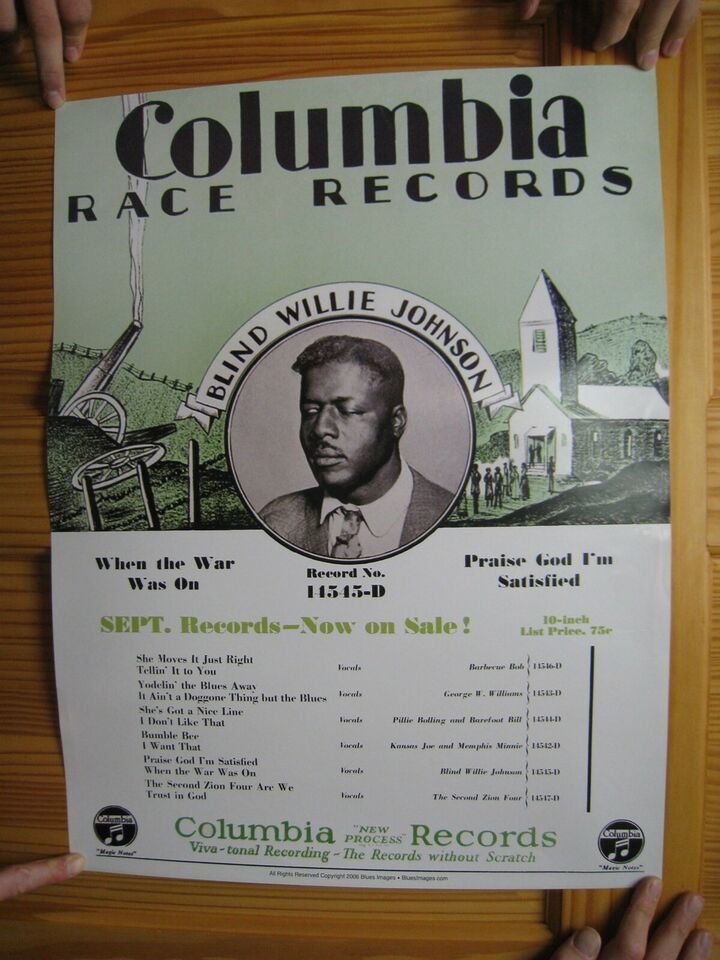 Columbia
RACE RECORDS
BLIND WILLIE JOHNSON
When the War
Was On
Record No.
14545-D
Praise God I'm
Satisfied
SEPT. Records—Now on Sale!
10-inch
List Price. 75c
She Moves It Just Right
Tellin' It to You
Vocals
Barbecue Bob
14546-D
Yodelin' the Blues Away
It Ain't a Doggone Thing but the Blues
Vocals
George W. Williams
14543-D
She's Got a Nice Line
I Don't Like That
Vocals
Pillie Bolling and Barefoot Bill
14544-D
Bumble Bee
I Want That
Vocals
Kansas Joe and Memphis Minnie
14542-D
Praise God I'm Satisfied
When the War Was On
Vocals
Blind Willie Johnson
14545-D
The Second Zion Four Are We
Trust in God
Vocals
The Second Zion Four
14547-D
Columbia
"Magic Notes"
Columbia "NEW PROCESS" Records
Viva-tonal Recording - The Records without Scratch
Columbia
"Magic Notes"
All Rights Reserved Copyright 2006 Blues Images • BluesImages.com